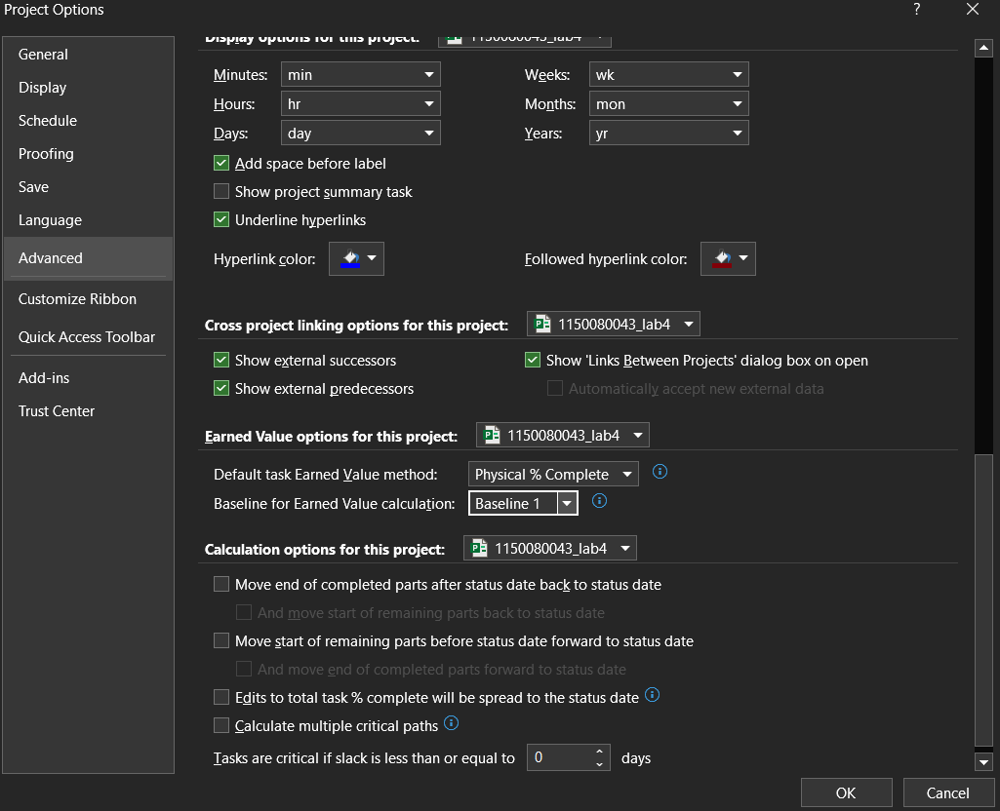 Project Options
?
General
Display
Schedule
Proofing
Save
Language
Advanced
Customize Ribbon
Quick Access Toolbar
Add-ins
Trust Center
Display options for this project: 1150080043_lab4
Minutes: min Weeks: wk
Hours: hr Months: mon
Days: day Years: yr
Add space before label
Show project summary task
Underline hyperlinks
Hyperlink color: Followed hyperlink color:
Cross project linking options for this project: 1150080043_lab4
Show external successors Show 'Links Between Projects' dialog box on open
Show external predecessors Automatically accept new external data
Earned Value options for this project: 1150080043_lab4
Default task Earned Value method: Physical % Complete
Baseline for Earned Value calculation: Baseline 1
Calculation options for this project: 1150080043_lab4
Move end of completed parts after status date back to status date
And move start of remaining parts back to status date
Move start of remaining parts before status date forward to status date
And move end of completed parts forward to status date
Edits to total task % complete will be spread to the status date
Calculate multiple critical paths
Tasks are critical if slack is less than or equal to 0 days
OK Cancel